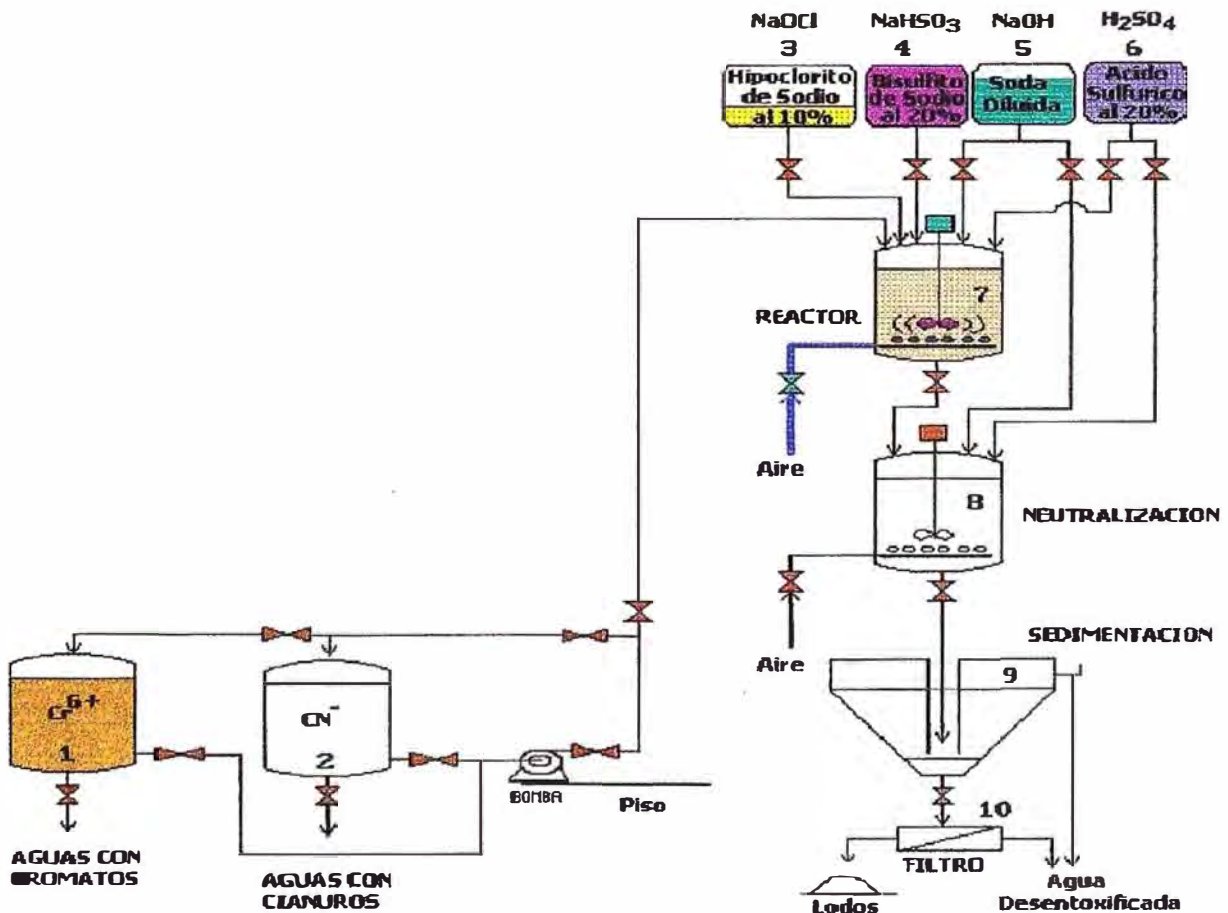 NaOCl
3
NaHSO3
4
NaOH
5
H2SO4
6
Hipoclorito
de Sodio
al 10%
Bisulfito
de Sodio
al 20%
Soda
Diluida
Acido
Sulfurico
al 20%
7
REACTOR
Aire
8
NEUTRALIZACION
Aire
SEDIMENTACION
9
Cr6+
1
CN-
2
BOMBA
Piso
10
FILTRO
AGUAS CON
CROMATOS
AGUAS CON
CIANUROS
Lodos
Agua
Desentoxificada